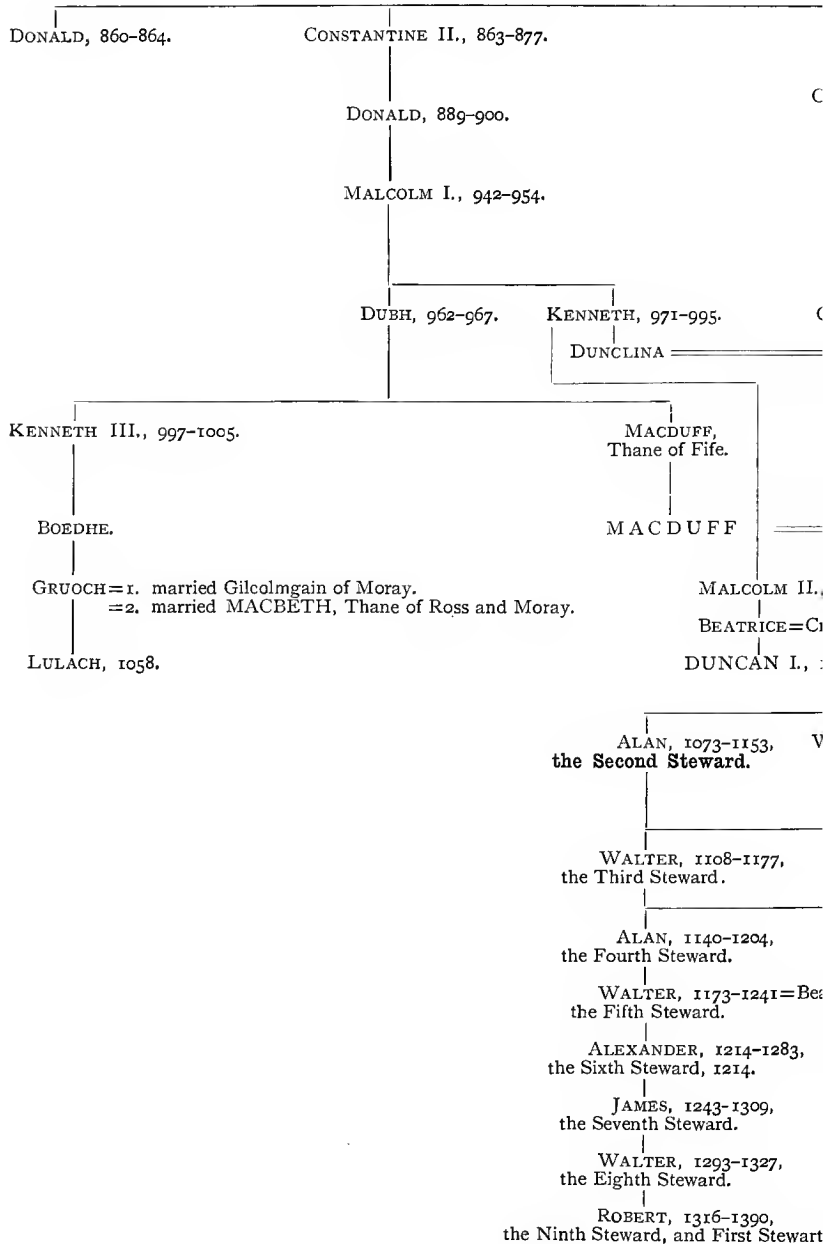 DONALD, 860-864. CONSTANTINE II., 863-877.
DONALD, 889-900.
MALCOLM I., 942-954.
DUBH, 962-967. KENNETH, 971-995.
DUNCLINA
KENNETH III., 997-1005. MACDUFF,
Thane of Fife.
BOEDHE. MACDUFF
GRUOCH=1. married Gilcolmgain of Moray. MALCOLM II.,
=2. married MACBETH, Thane of Ross and Moray.
BEATRICE=
LULACH, 1058. DUNCAN I.,
ALAN, 1073-1153,
the Second Steward.
WALTER, 1108-1177,
the Third Steward.
ALAN, 1140-1204,
the Fourth Steward.
WALTER, 1173-1241=Bea
the Fifth Steward.
ALEXANDER, 1214-1283,
the Sixth Steward, 1214.
JAMES, 1243-1309,
the Seventh Steward.
WALTER, 1293-1327,
the Eighth Steward.
ROBERT, 1316-1390,
the Ninth Steward, and First Stewart